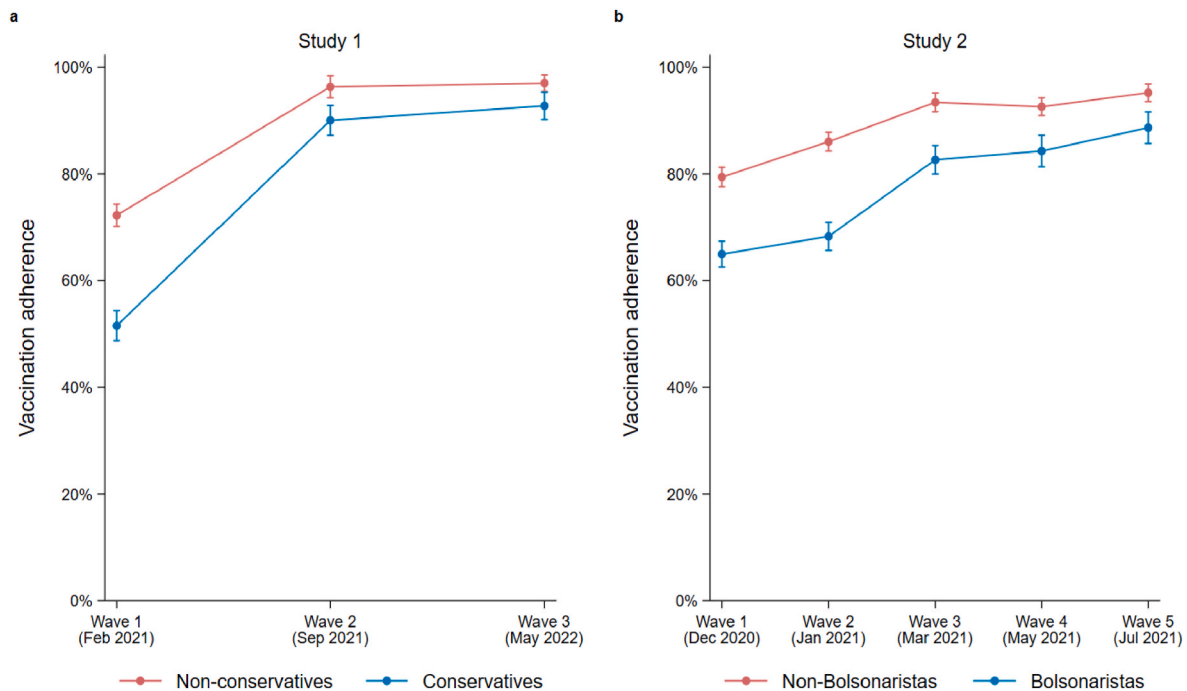 a
Study 1
100%
80%
60%
40%
20%
0%
Vaccination adherence
Wave 1
(Feb 2021)
Wave 2
(Sep 2021)
Wave 3
(May 2022)
Non-conservatives
Conservatives
b
Study 2
100%
80%
60%
40%
20%
0%
Vaccination adherence
Wave 1
(Dec 2020)
Wave 2
(Jan 2021)
Wave 3
(Mar 2021)
Wave 4
(May 2021)
Wave 5
(Jul 2021)
Non-Bolsonaristas
Bolsonaristas